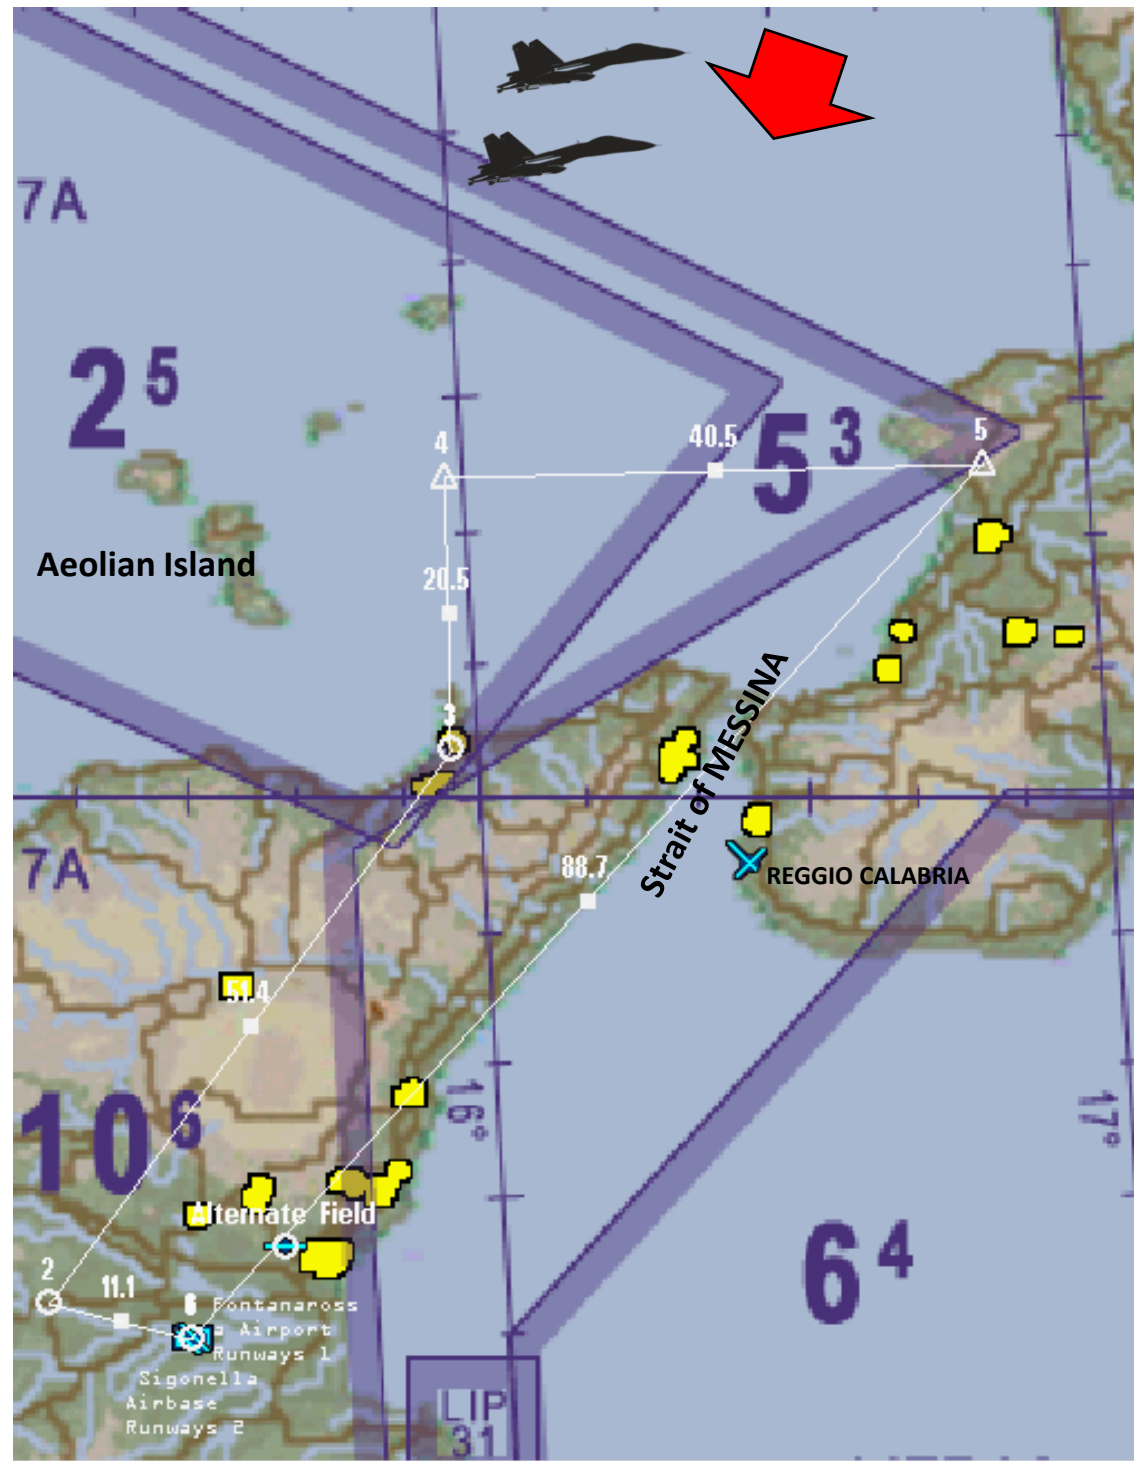 7A
2⁵
4
40.5
5³
5
Aeolian Island
20.5
3
Strait of MESSINA
7A
88.7
REGGIO CALABRIA
51.4
16°
17°
10⁶
Alternate Field
2
11.1
6
Fontanaross
a Airport
Runways 1
6⁴
Sigonella
Airbase
Runways 2
LIP
31